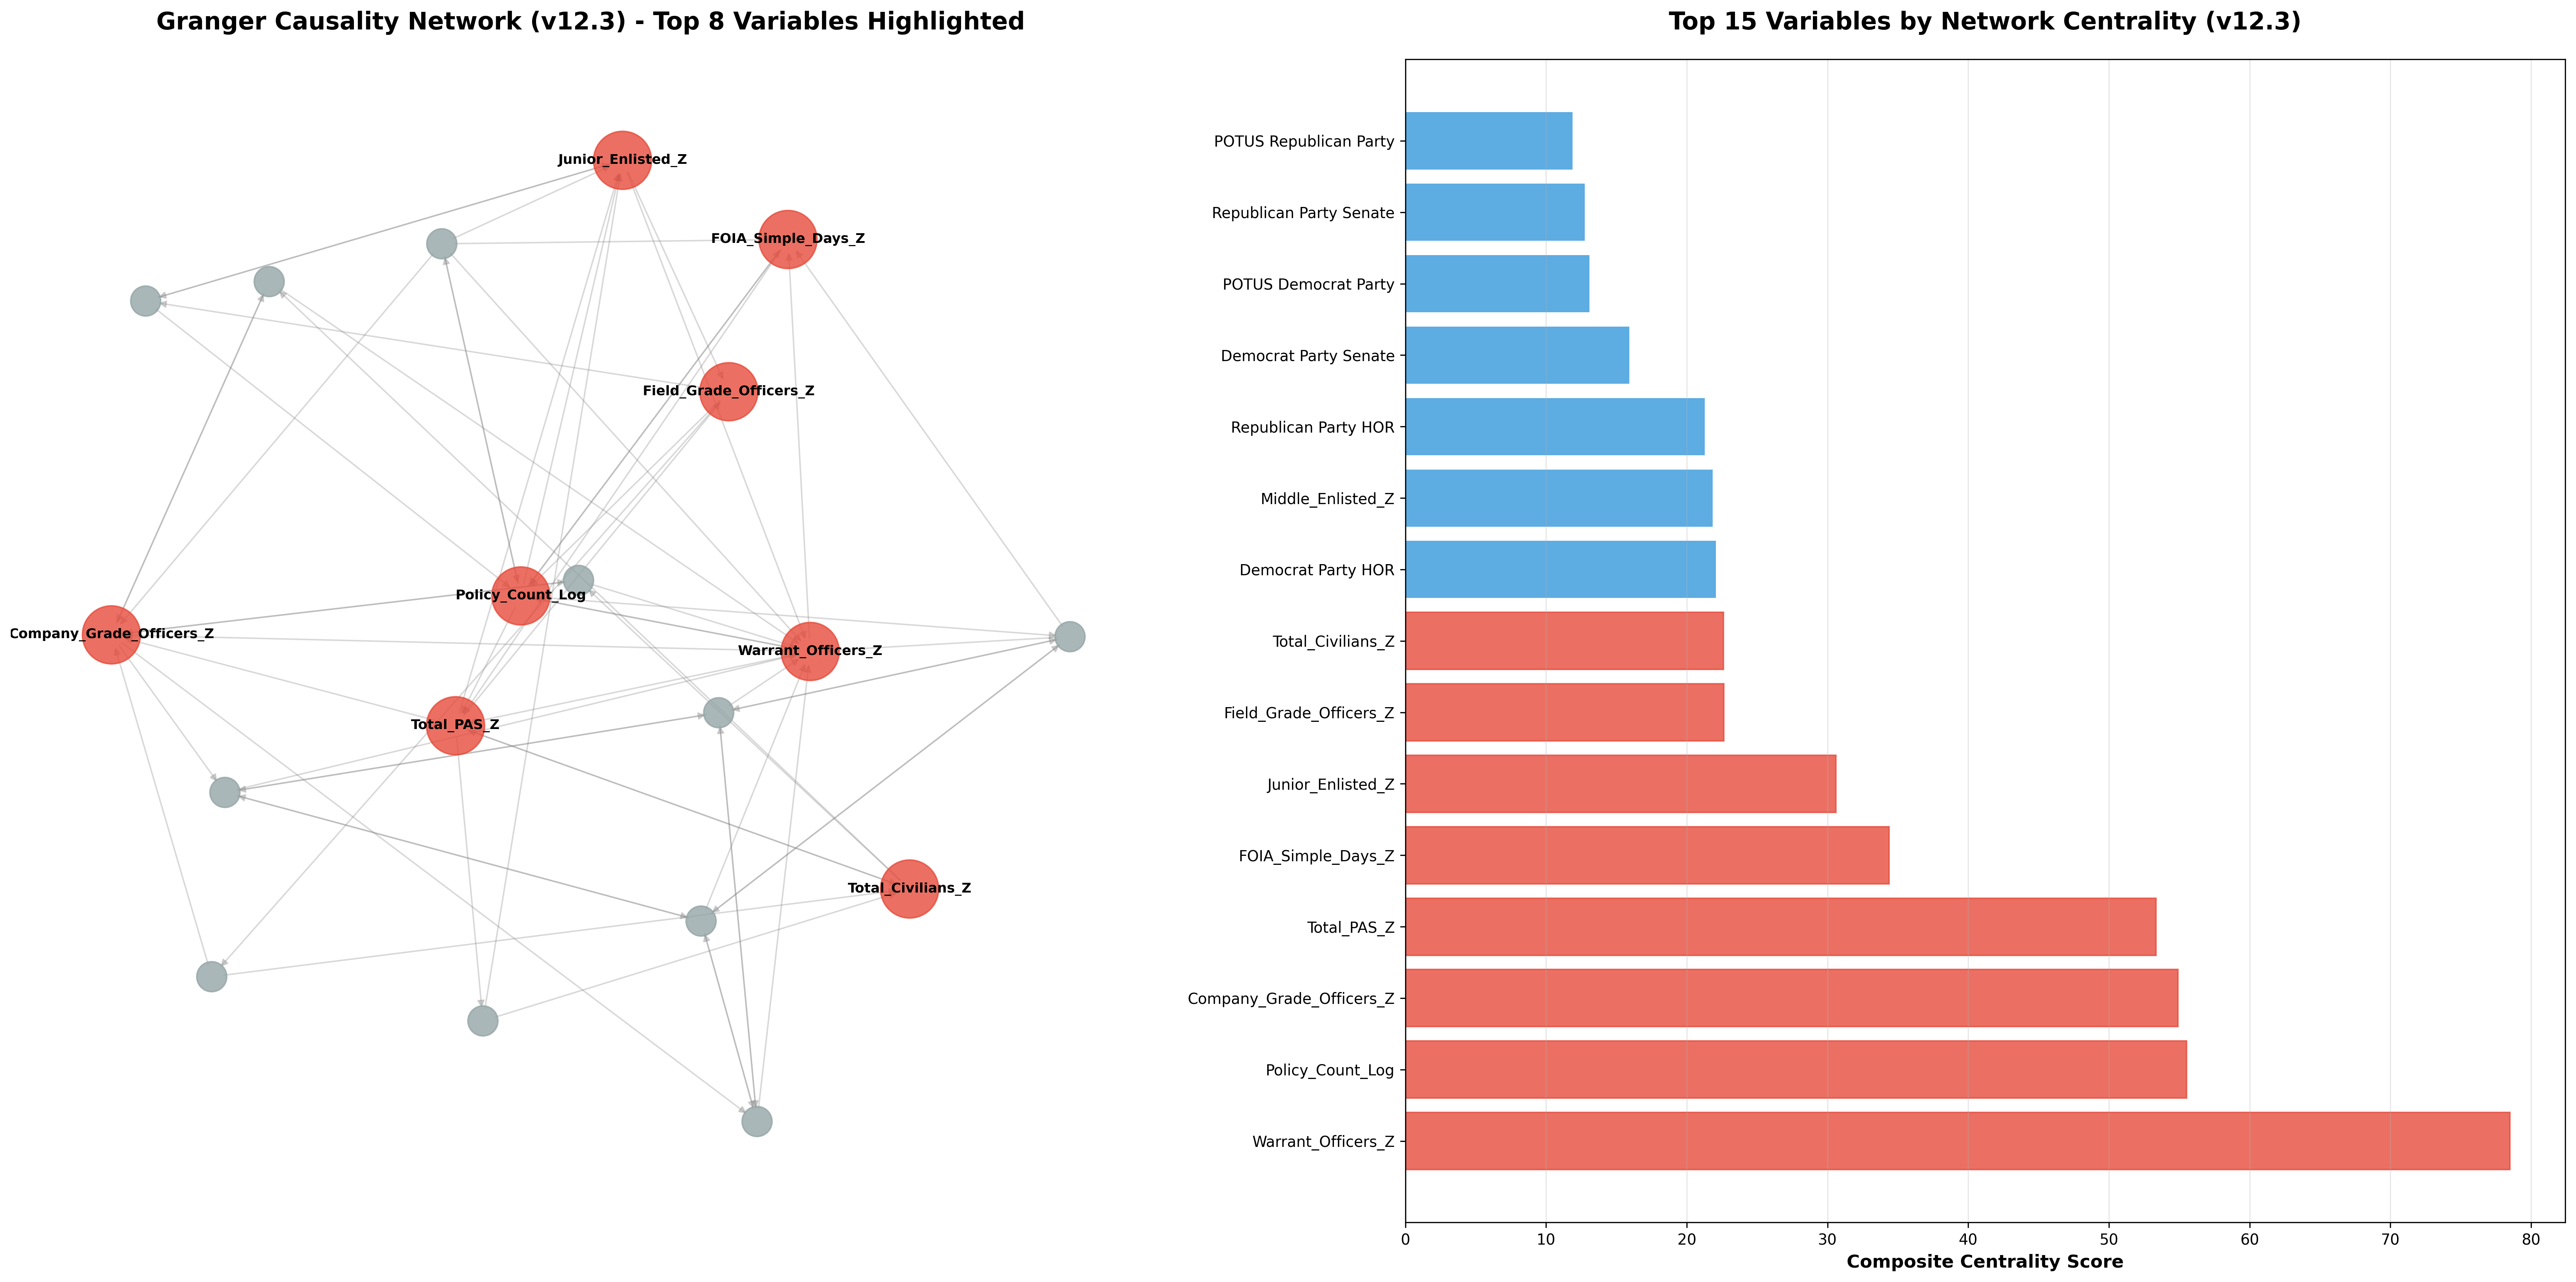 Granger Causality Network (v12.3) - Top 8 Variables Highlighted
Junior_Enlisted_Z
FOIA_Simple_Days_Z
Field_Grade_Officers_Z
Policy_Count_Log
Company_Grade_Officers_Z
Warrant_Officers_Z
Total_PAS_Z
Total_Civilians_Z
Top 15 Variables by Network Centrality (v12.3)
POTUS Republican Party
Republican Party Senate
POTUS Democrat Party
Democrat Party Senate
Republican Party HOR
Middle_Enlisted_Z
Democrat Party HOR
Total_Civilians_Z
Field_Grade_Officers_Z
Junior_Enlisted_Z
FOIA_Simple_Days_Z
Total_PAS_Z
Company_Grade_Officers_Z
Policy_Count_Log
Warrant_Officers_Z
0 10 20 30 40 50 60 70 80
Composite Centrality Score